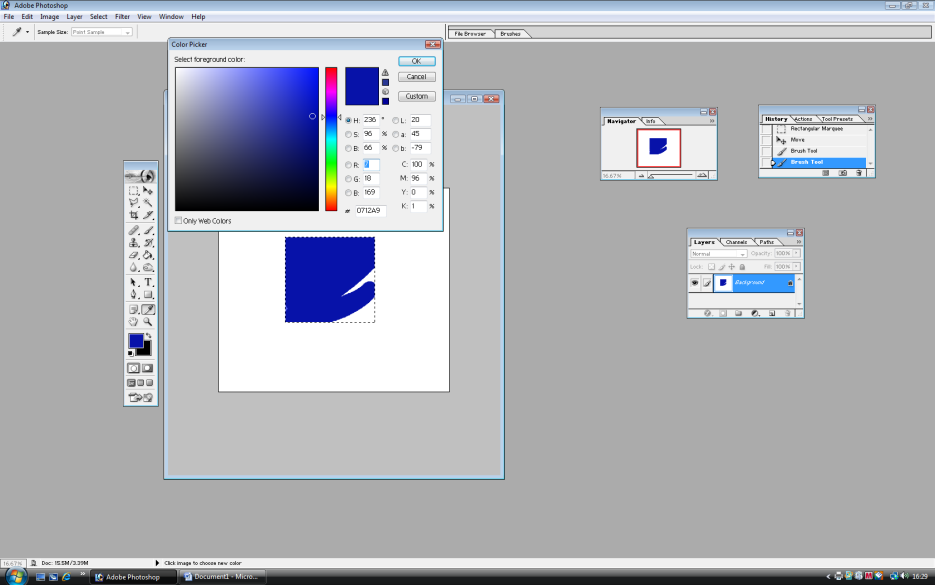 Adobe Photoshop
File Edit Image Layer Select Filter View Window Help
Sample Size: Point Sample
File Browser Brushes
Color Picker
Select foreground color:
OK
Cancel
Custom
H: 236 ° L: 20
S: 96 % a: 45
B: 66 % b: -79
R: 7 C: 100 %
G: 18 M: 96 %
B: 169 Y: 0 %
# 0712A9 K: 1 %
Only Web Colors
Navigator Info
16.67%
History Actions Tool Presets
Rectangular Marquee
Move
Brush Tool
Brush Tool
Layers Channels Paths
Normal Opacity: 100%
Lock: Fill: 100%
Background
T
16.67% Doc: 15.5M/3.39M Click image to choose new color
Adobe Photoshop Document1 - Micro... 16:29